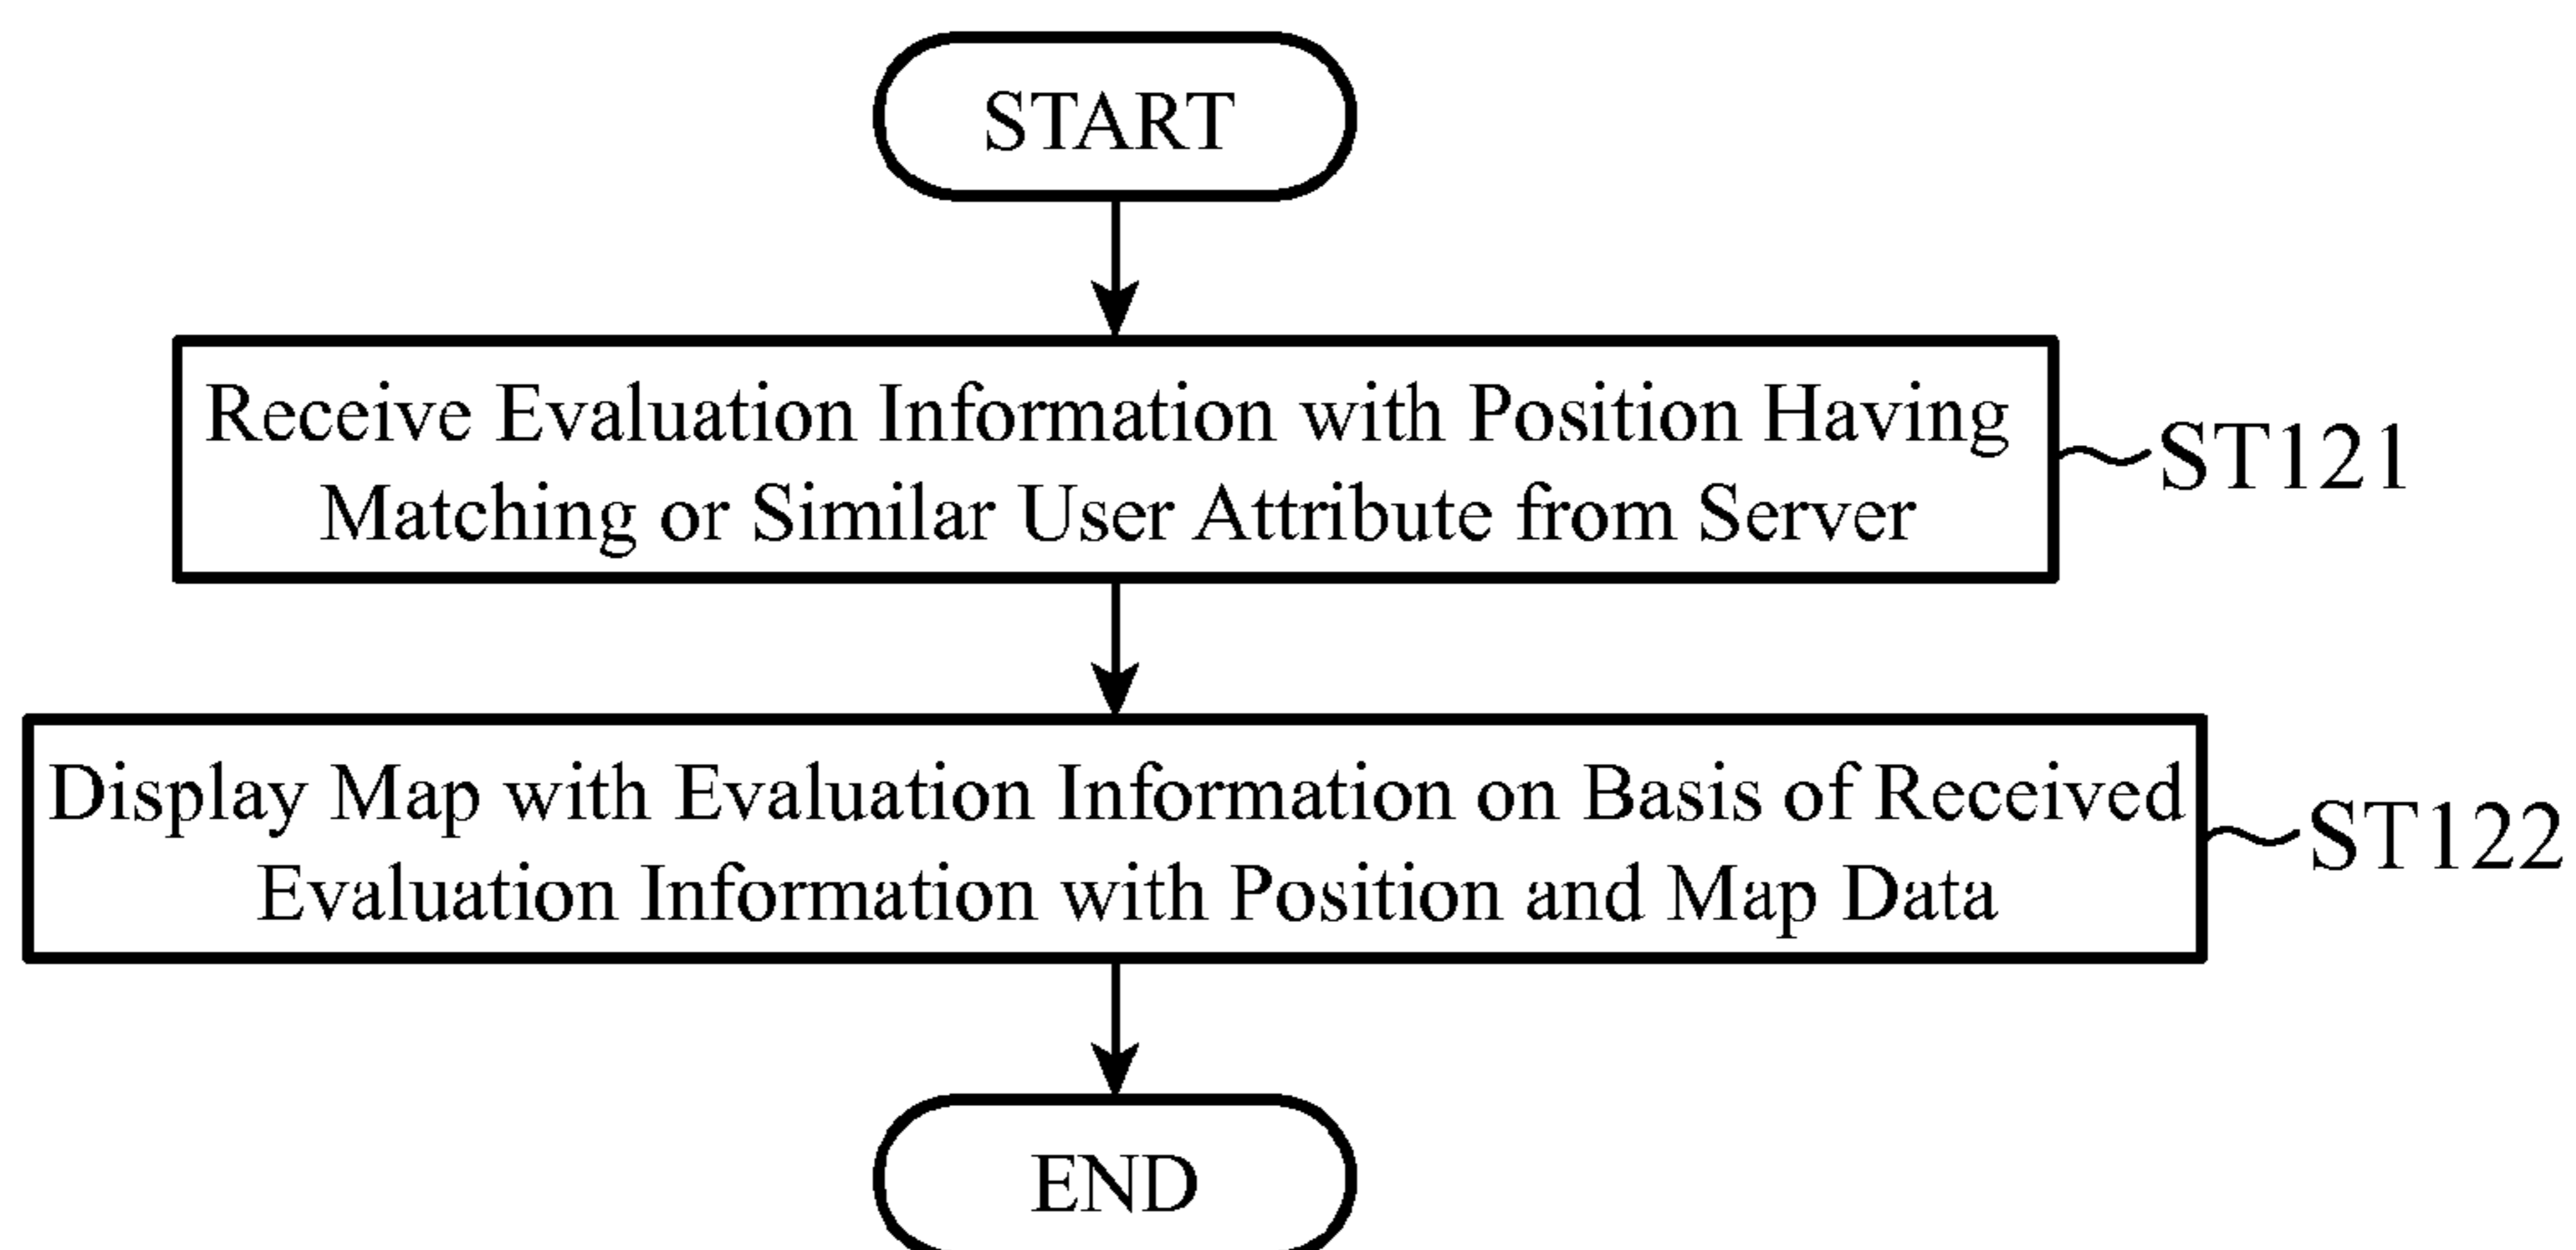 START
Receive Evaluation Information with Position Having
Matching or Similar User Attribute from Server
ST121
Display Map with Evaluation Information on Basis of Received
Evaluation Information with Position and Map Data
ST122
END